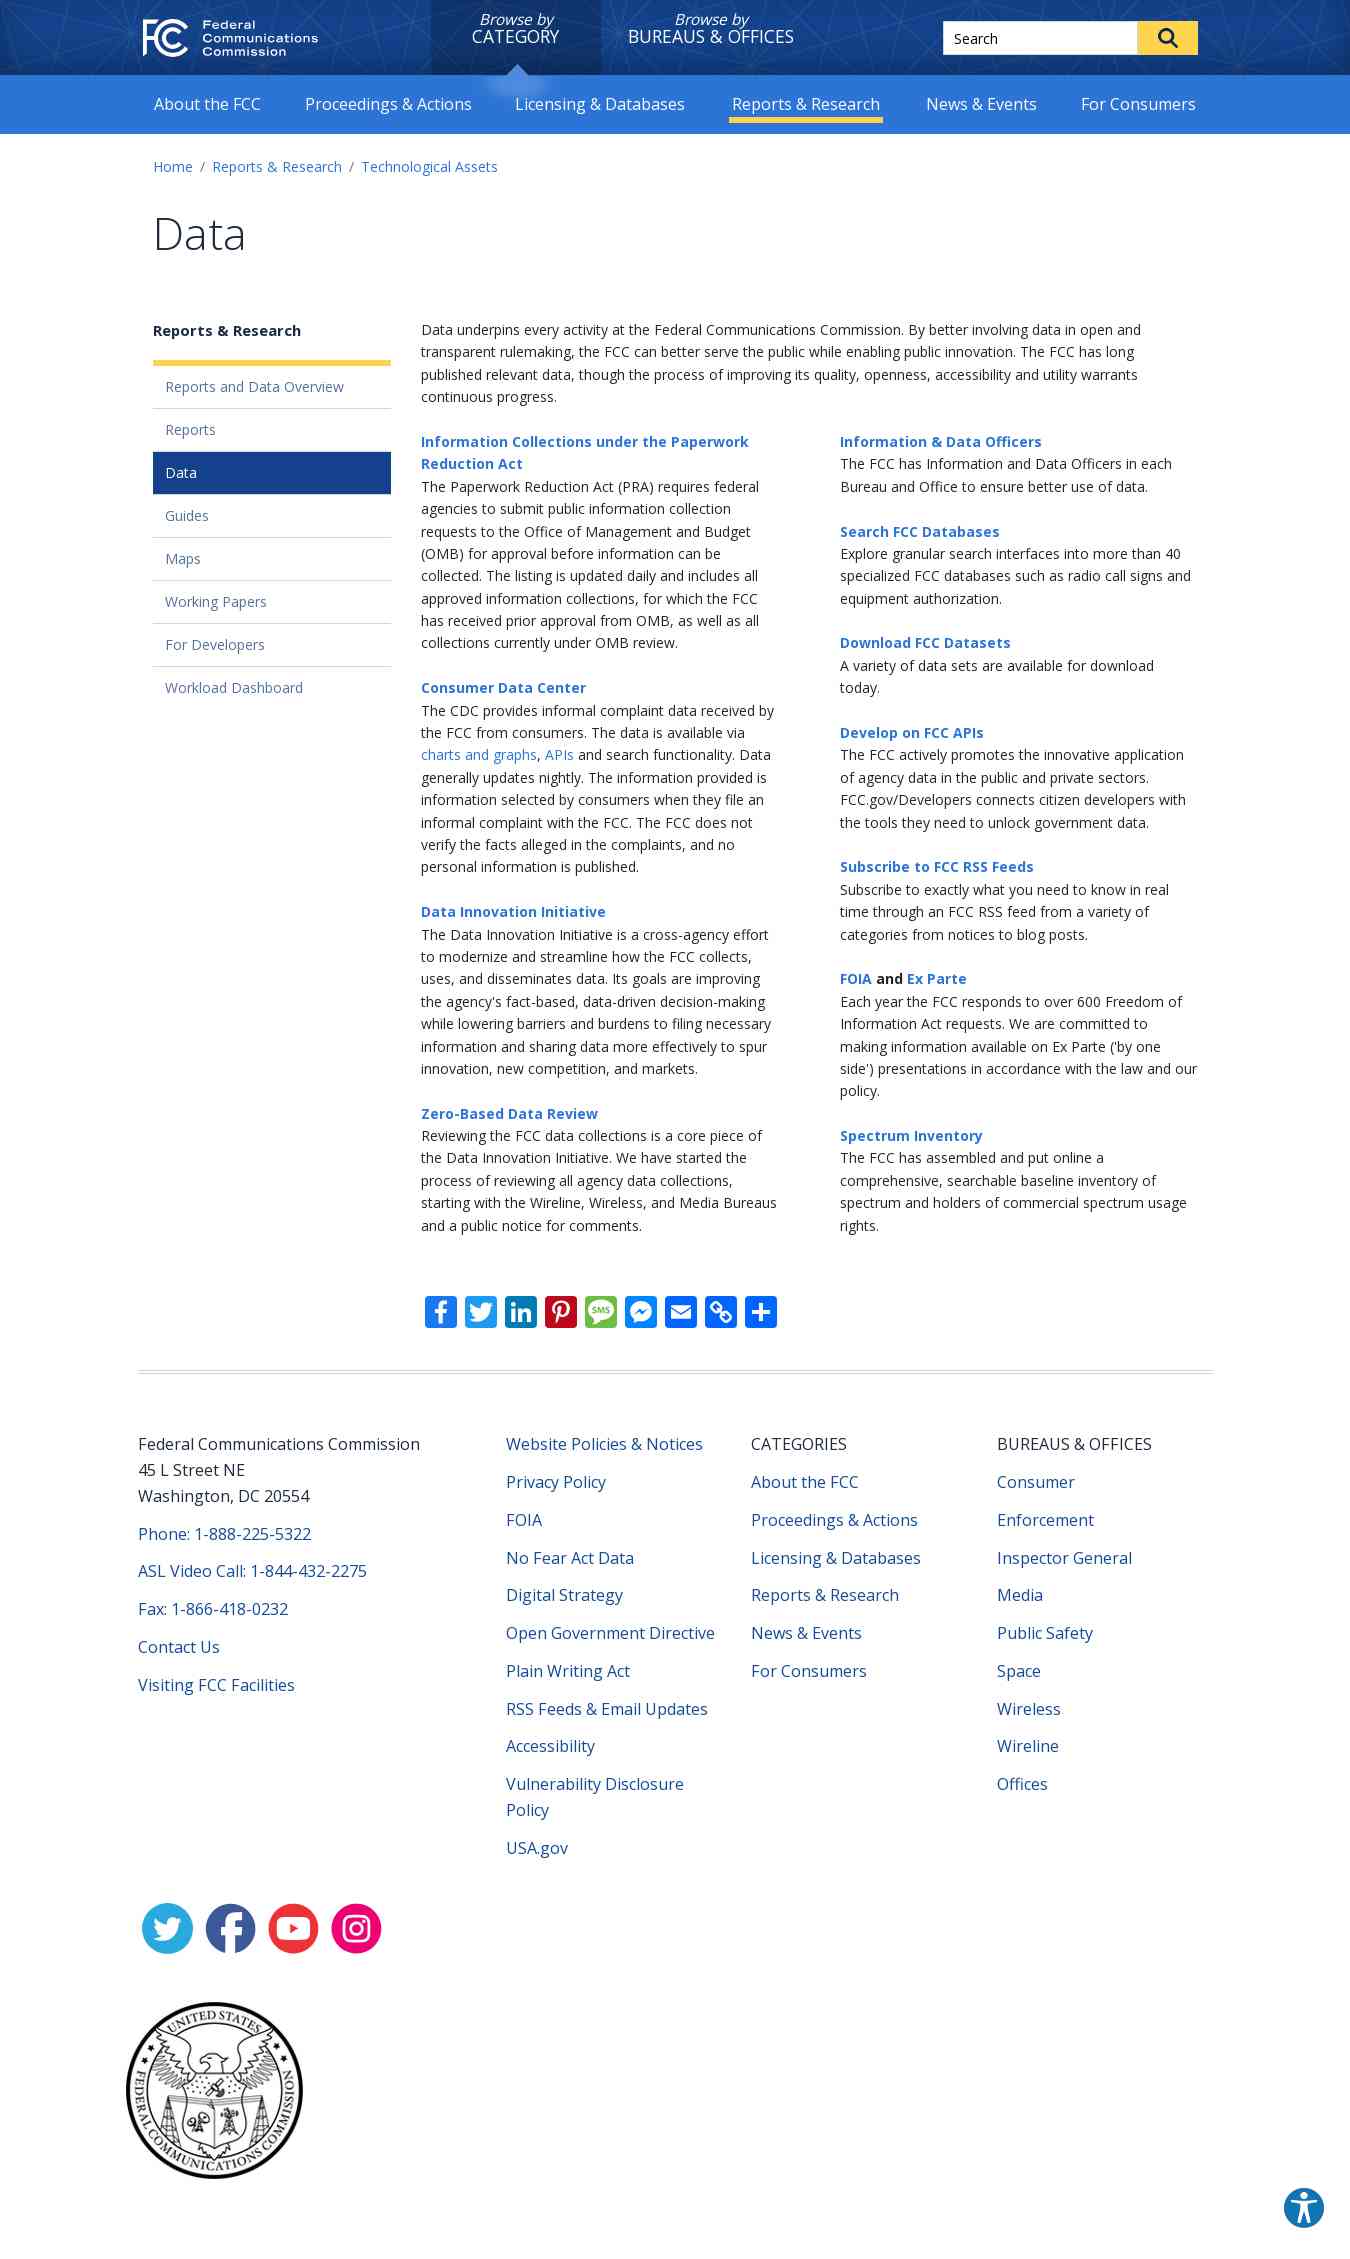 Federal
Communications
Commission
Browse by
CATEGORY
Browse by
BUREAUS & OFFICES
Search
About the FCC
Proceedings & Actions
Licensing & Databases
Reports & Research
News & Events
For Consumers
Home / Reports & Research / Technological Assets
Data
Reports & Research
Reports and Data Overview
Reports
Data
Guides
Maps
Working Papers
For Developers
Workload Dashboard
Data underpins every activity at the Federal Communications Commission. By better involving data in open and
transparent rulemaking, the FCC can better serve the public while enabling public innovation. The FCC has long
published relevant data, though the process of improving its quality, openness, accessibility and utility warrants
continuous progress.
Information Collections under the Paperwork
Reduction Act
The Paperwork Reduction Act (PRA) requires federal
agencies to submit public information collection
requests to the Office of Management and Budget
(OMB) for approval before information can be
collected. The listing is updated daily and includes all
approved information collections, for which the FCC
has received prior approval from OMB, as well as all
collections currently under OMB review.
Consumer Data Center
The CDC provides informal complaint data received by
the FCC from consumers. The data is available via
charts and graphs, APIs and search functionality. Data
generally updates nightly. The information provided is
information selected by consumers when they file an
informal complaint with the FCC. The FCC does not
verify the facts alleged in the complaints, and no
personal information is published.
Data Innovation Initiative
The Data Innovation Initiative is a cross-agency effort
to modernize and streamline how the FCC collects,
uses, and disseminates data. Its goals are improving
the agency's fact-based, data-driven decision-making
while lowering barriers and burdens to filing necessary
information and sharing data more effectively to spur
innovation, new competition, and markets.
Zero-Based Data Review
Reviewing the FCC data collections is a core piece of
the Data Innovation Initiative. We have started the
process of reviewing all agency data collections,
starting with the Wireline, Wireless, and Media Bureaus
and a public notice for comments.
Information & Data Officers
The FCC has Information and Data Officers in each
Bureau and Office to ensure better use of data.
Search FCC Databases
Explore granular search interfaces into more than 40
specialized FCC databases such as radio call signs and
equipment authorization.
Download FCC Datasets
A variety of data sets are available for download
today.
Develop on FCC APIs
The FCC actively promotes the innovative application
of agency data in the public and private sectors.
FCC.gov/Developers connects citizen developers with
the tools they need to unlock government data.
Subscribe to FCC RSS Feeds
Subscribe to exactly what you need to know in real
time through an FCC RSS feed from a variety of
categories from notices to blog posts.
FOIA and Ex Parte
Each year the FCC responds to over 600 Freedom of
Information Act requests. We are committed to
making information available on Ex Parte ('by one
side') presentations in accordance with the law and our
policy.
Spectrum Inventory
The FCC has assembled and put online a
comprehensive, searchable baseline inventory of
spectrum and holders of commercial spectrum usage
rights.
SMS
Federal Communications Commission
45 L Street NE
Washington, DC 20554
Phone: 1-888-225-5322
ASL Video Call: 1-844-432-2275
Fax: 1-866-418-0232
Contact Us
Visiting FCC Facilities
Website Policies & Notices
Privacy Policy
FOIA
No Fear Act Data
Digital Strategy
Open Government Directive
Plain Writing Act
RSS Feeds & Email Updates
Accessibility
Vulnerability Disclosure
Policy
USA.gov
CATEGORIES
About the FCC
Proceedings & Actions
Licensing & Databases
Reports & Research
News & Events
For Consumers
BUREAUS & OFFICES
Consumer
Enforcement
Inspector General
Media
Public Safety
Space
Wireless
Wireline
Offices
UNITED STATES
FEDERAL COMMUNICATIONS COMMISSION